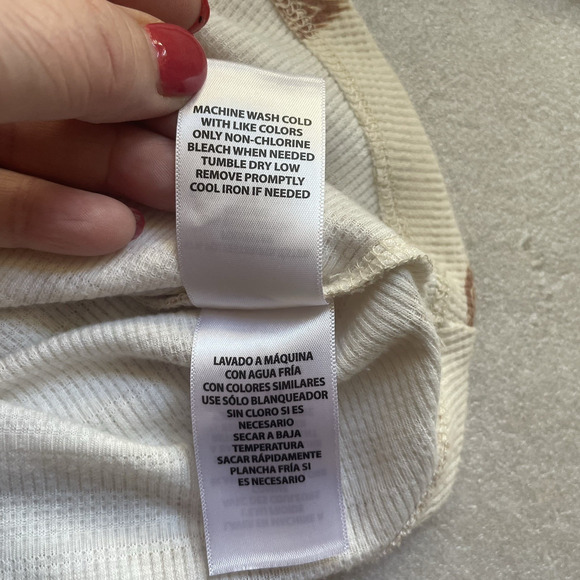 MACHINE WASH COLD
WITH LIKE COLORS
ONLY NON-CHLORINE
BLEACH WHEN NEEDED
TUMBLE DRY LOW
REMOVE PROMPTLY
COOL IRON IF NEEDED
LAVADO A MÁQUINA
CON AGUA FRÍA
CON COLORES SIMILARES
USE SÓLO BLANQUEADOR
SIN CLORO SI ES
NECESARIO
SECAR A BAJA
TEMPERATURA
SACAR RÁPIDAMENTE
PLANCHA FRÍA SI
ES NECESARIO